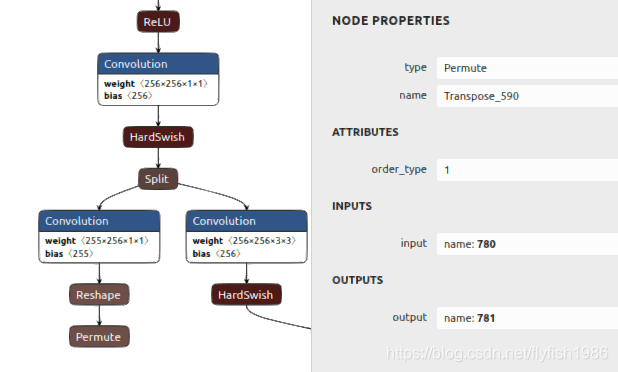 ReLU
Convolution
weight 〈256×256×1×1〉
bias 〈256〉
HardSwish
Split
Convolution
weight 〈255×256×1×1〉
bias 〈255〉
Convolution
weight 〈256×256×3×3〉
bias 〈256〉
Reshape
HardSwish
Permute
NODE PROPERTIES
type Permute
name Transpose_590
ATTRIBUTES
order_type 1
INPUTS
input name: 780
OUTPUTS
output name: 781
https://blog.csdn.net/flyfish1986